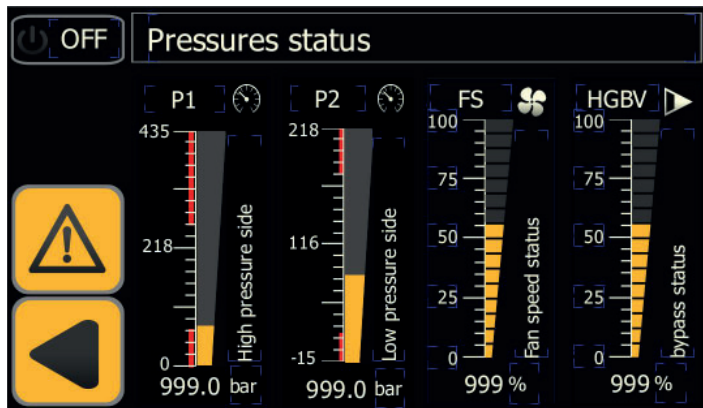 OFF
Pressures status
P1
P2
FS
HGBV
435
218
0
High pressure side
999.0 bar
218
116
-15
Low pressure side
999.0 bar
100
75
50
25
0
Fan speed status
999 %
100
75
50
25
0
bypass status
999 %